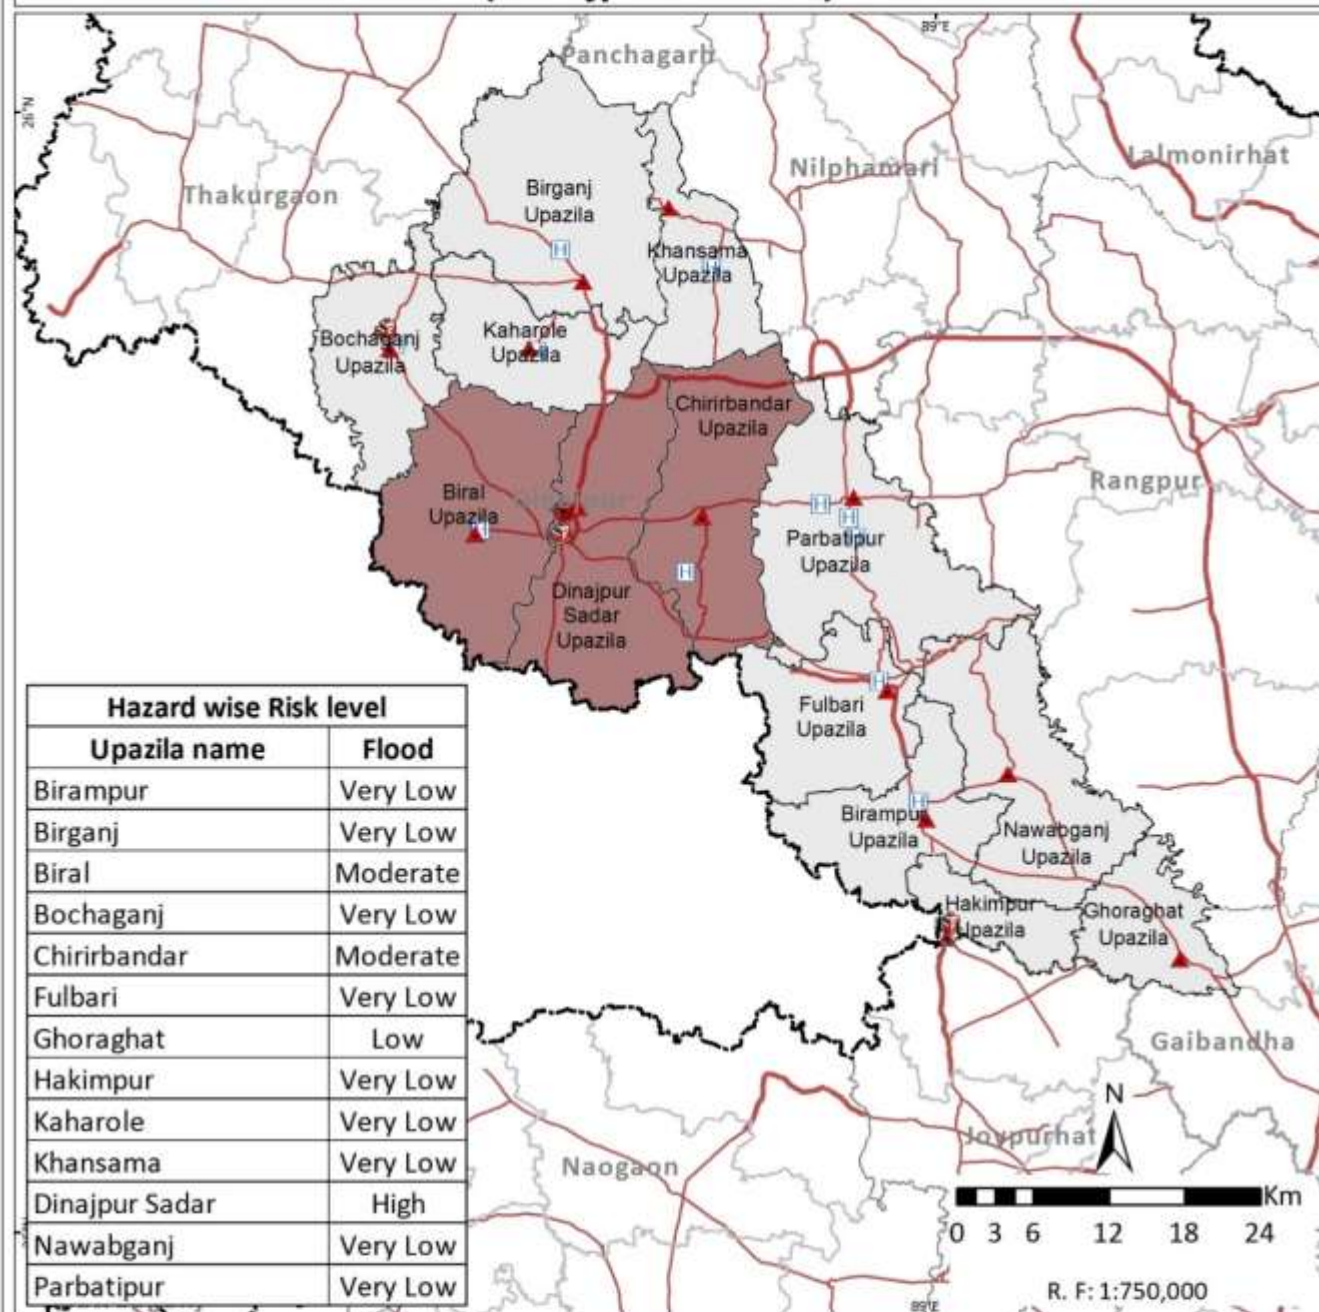 89°E
Panchagarh
26°N
Lalmonirhat
Nilphamari
Thakurgaon
Birganj
Upazila
Khansama
Upazila
Bochaganj
Upazila
Kaharole
Upazila
Chirirbandar
Upazila
Rangpur
Biral
Upazila
Dinajpur
Parbatipur
Upazila
Dinajpur
Sadar
Upazila
Fulbari
Upazila
Birampur
Upazila
Nawabganj
Upazila
Hakimpur
Upazila
Ghoraghat
Upazila
Gaibandha
Joypurhat
Naogaon
Hazard wise Risk level
Upazila name Flood
Birampur Very Low
Birganj Very Low
Biral Moderate
Bochaganj Very Low
Chirirbandar Moderate
Fulbari Very Low
Ghoraghat Low
Hakimpur Very Low
Kaharole Very Low
Khansama Very Low
Dinajpur Sadar High
Nawabganj Very Low
Parbatipur Very Low
N
Km
0 3 6 12 18 24
R. F: 1:750,000
89°E